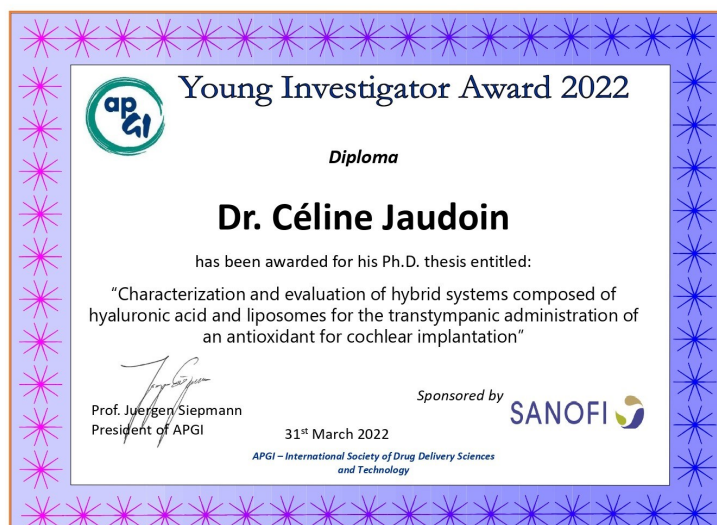 apGI
Young Investigator Award 2022
Diploma
Dr. Céline Jaudoin
has been awarded for his Ph.D. thesis entitled:
“Characterization and evaluation of hybrid systems composed of
hyaluronic acid and liposomes for the transtympanic administration of
an antioxidant for cochlear implantation”
Prof. Juergen Siepmann
President of APGI
Sponsored by
SANOFI
31st March 2022
APGI – International Society of Drug Delivery Sciences
and Technology